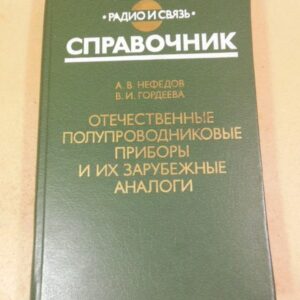 • РАДИО И СВЯЗЬ •
СПРАВОЧНИК
А. В. НЕФЕДОВ
В. И. ГОРДЕЕВА
ОТЕЧЕСТВЕННЫЕ
ПОЛУПРОВОДНИКОВЫЕ
ПРИБОРЫ
И ИХ ЗАРУБЕЖНЫЕ
АНАЛОГИ